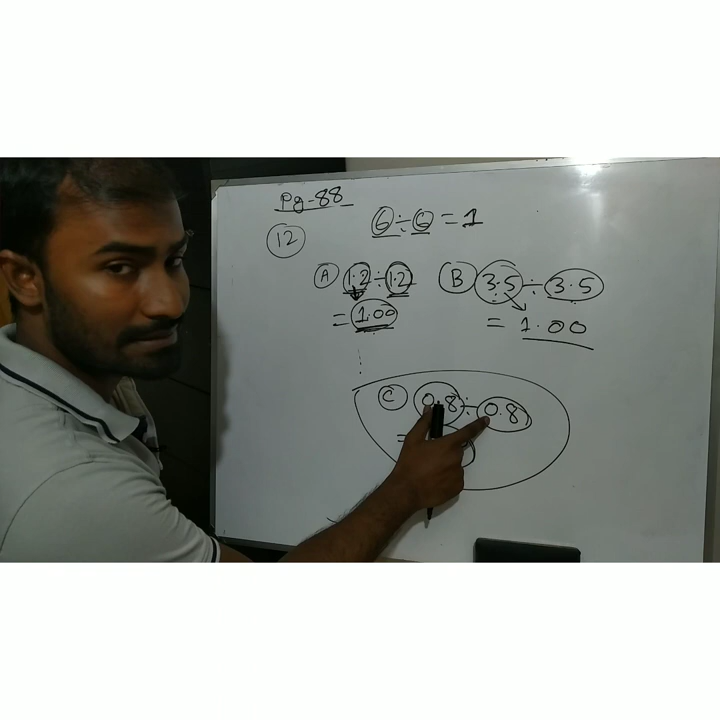 Pg-88
12
6÷6=1
A 1.2÷1.2
=1.00
B 3.5÷3.5
=1.00
C 0.8÷0.8
=